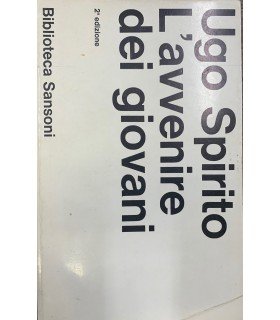 Ugo Spirito
L'avvenire
dei giovani
2ª edizione
Biblioteca Sansoni